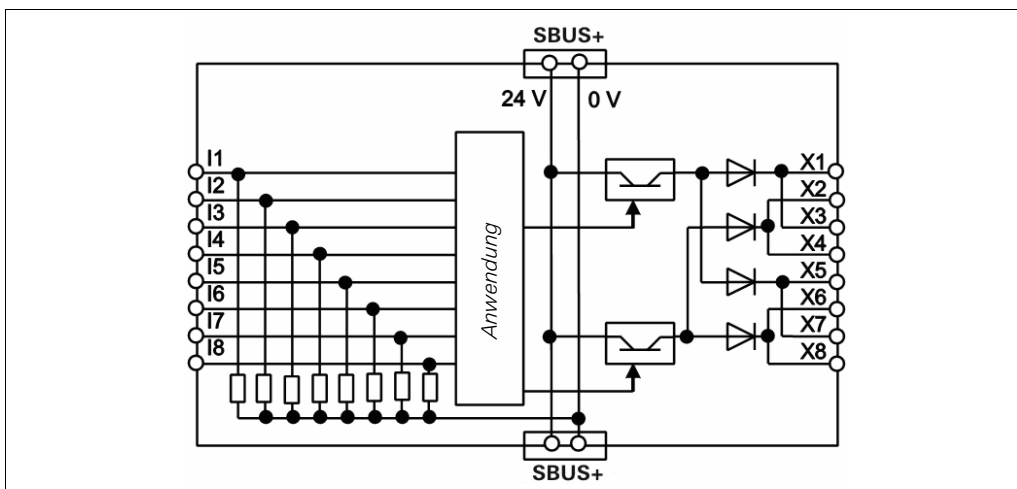 SBUS+
24 V
0 V
I1
I2
I3
I4
I5
I6
I7
I8
Anwendung
X1
X2
X3
X4
X5
X6
X7
X8
SBUS+